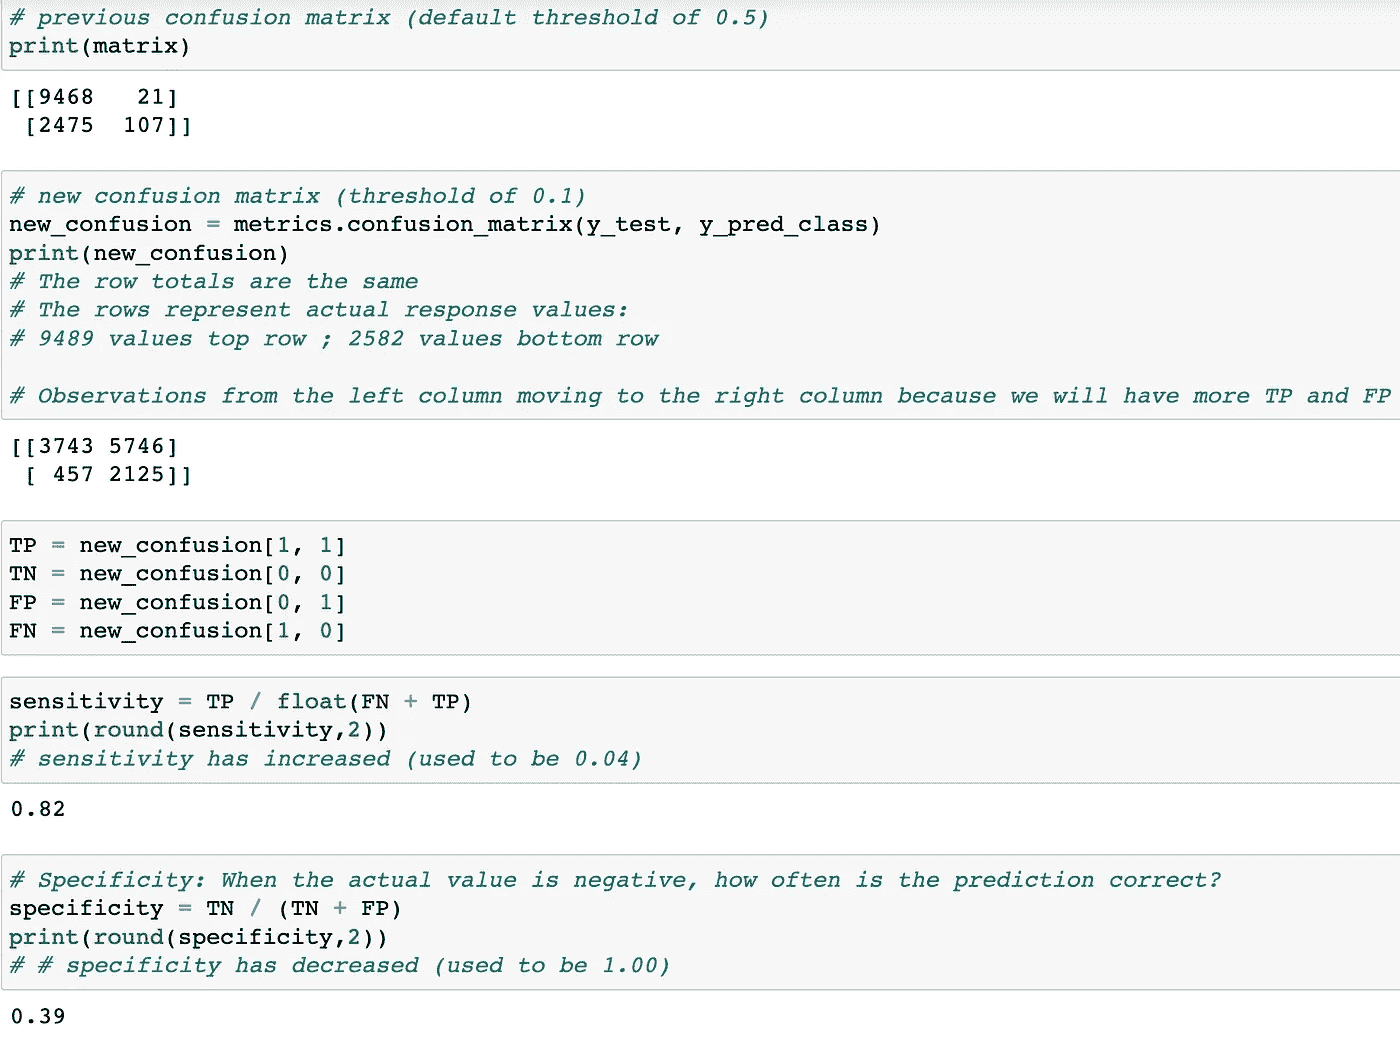 # previous confusion matrix (default threshold of 0.5)
print(matrix)
[[9468   21]
 [2475  107]]
# new confusion matrix (threshold of 0.1)
new_confusion = metrics.confusion_matrix(y_test, y_pred_class)
print(new_confusion)
# The row totals are the same
# The rows represent actual response values:
# 9489 values top row ; 2582 values bottom row
# Observations from the left column moving to the right column because we will have more TP and FP
[[3743 5746]
 [ 457 2125]]
TP = new_confusion[1, 1]
TN = new_confusion[0, 0]
FP = new_confusion[0, 1]
FN = new_confusion[1, 0]
sensitivity = TP / float(FN + TP)
print(round(sensitivity,2))
# sensitivity has increased (used to be 0.04)
0.82
# Specificity: When the actual value is negative, how often is the prediction correct?
specificity = TN / (TN + FP)
print(round(specificity,2))
# # specificity has decreased (used to be 1.00)
0.39